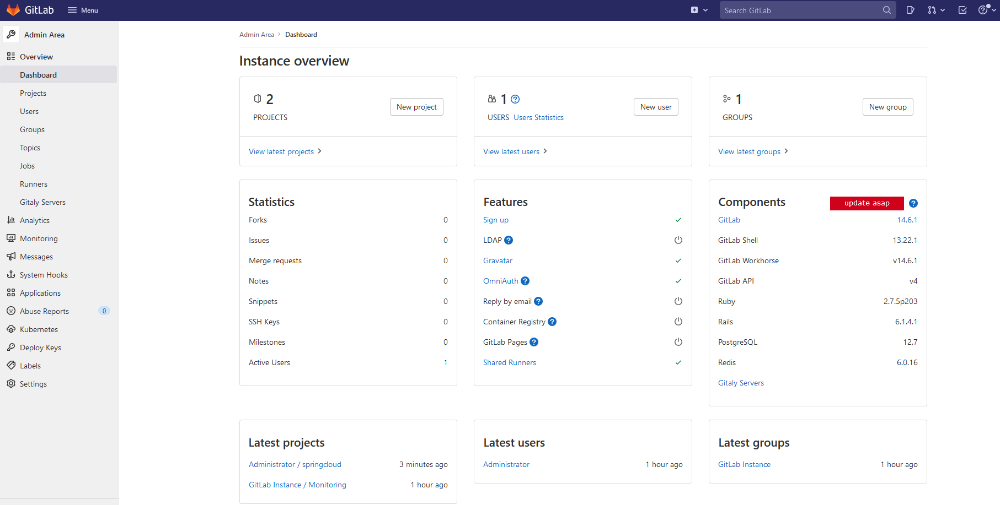 GitLab
Menu
Search GitLab
Admin Area
Overview
Dashboard
Projects
Users
Groups
Topics
Jobs
Runners
Gitaly Servers
Analytics
Monitoring
Messages
System Hooks
Applications
Abuse Reports 0
Kubernetes
Deploy Keys
Labels
Settings
Admin Area > Dashboard
Instance overview
2
PROJECTS
New project
View latest projects >
1
USERS Users Statistics
New user
View latest users >
1
GROUPS
New group
View latest groups >
Statistics
Forks 0
Issues 0
Merge requests 0
Notes 0
Snippets 0
SSH Keys 0
Milestones 0
Active Users 1
Features
Sign up
LDAP ?
Gravatar
OmniAuth ?
Reply by email ?
Container Registry ?
GitLab Pages ?
Shared Runners
Components update asap ?
GitLab 14.6.1
GitLab Shell 13.22.1
GitLab Workhorse v14.6.1
GitLab API v4
Ruby 2.7.5p203
Rails 6.1.4.1
PostgreSQL 12.7
Redis 6.0.16
Gitaly Servers
Latest projects
Administrator / springcloud 3 minutes ago
GitLab Instance / Monitoring 1 hour ago
Latest users
Administrator 1 hour ago
Latest groups
GitLab Instance 1 hour ago